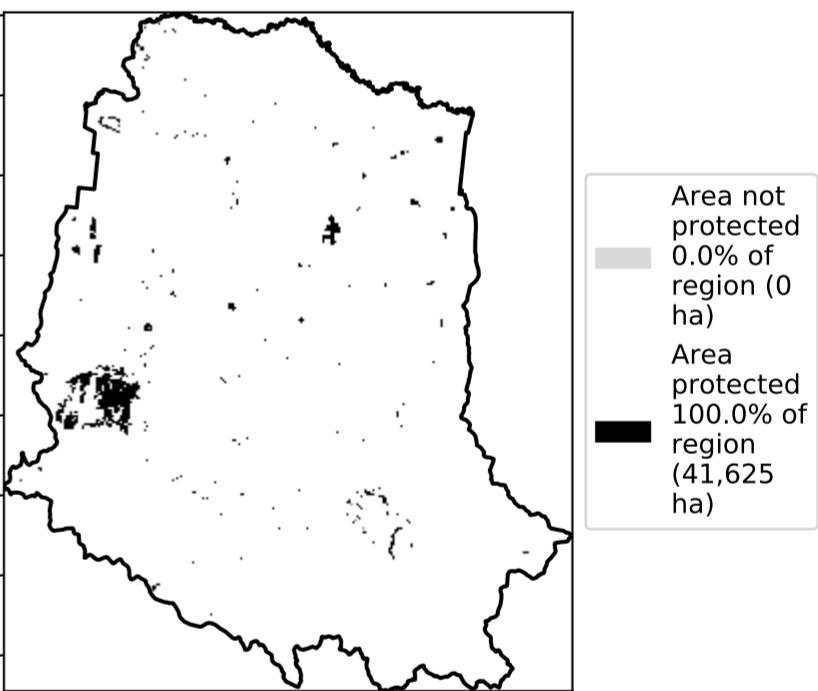 Area not
protected
0.0% of
region (0
ha)
Area
protected
100.0% of
region
(41,625
ha)